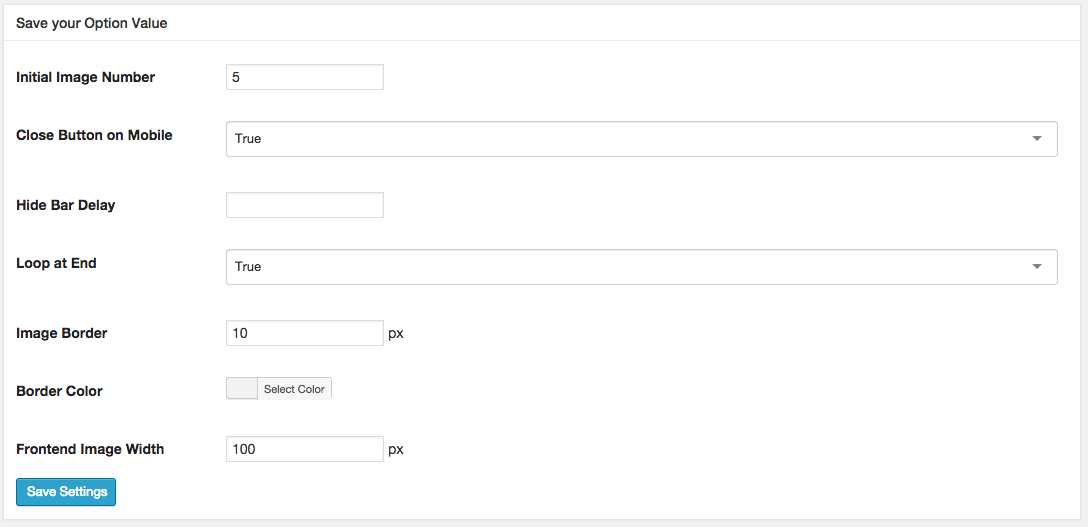 Save your Option Value
Initial Image Number 5
Close Button on Mobile True
Hide Bar Delay
Loop at End True
Image Border 10 px
Border Color Select Color
Frontend Image Width 100 px
Save Settings